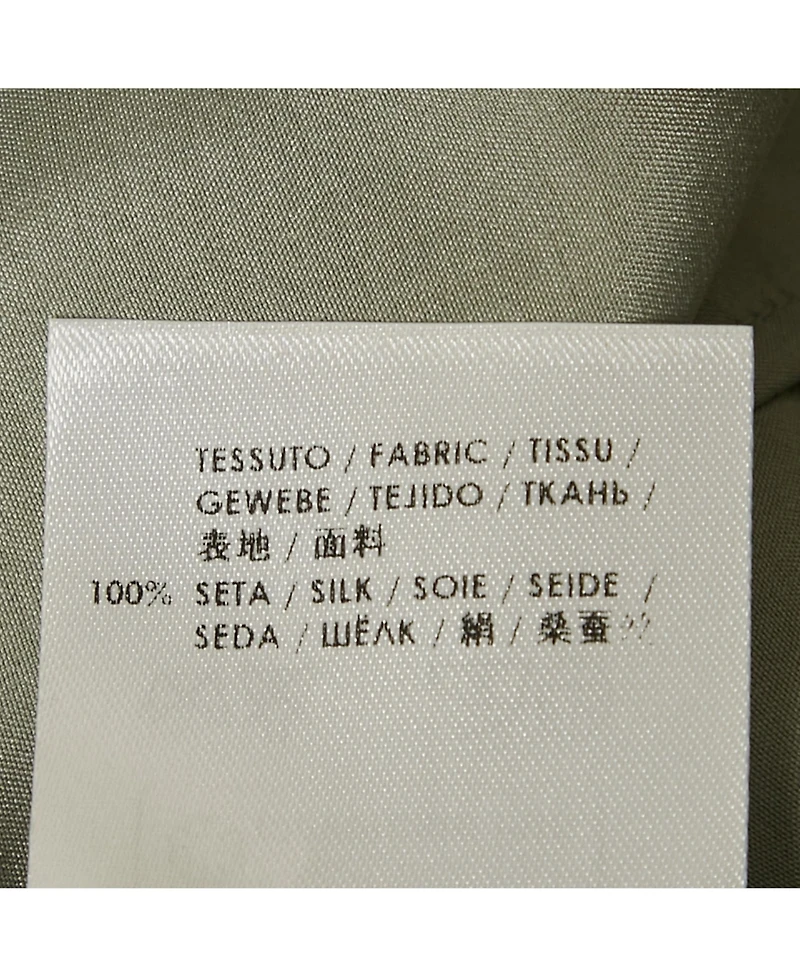 TESSUTO / FABRIC / TISSU /
GEWEBE / TEJIDO / ТКАНЬ /
表地 / 面料
100% SETA / SILK / SOIE / SEIDE /
SEDA / ШЁЛК / 絹 / 桑蚕